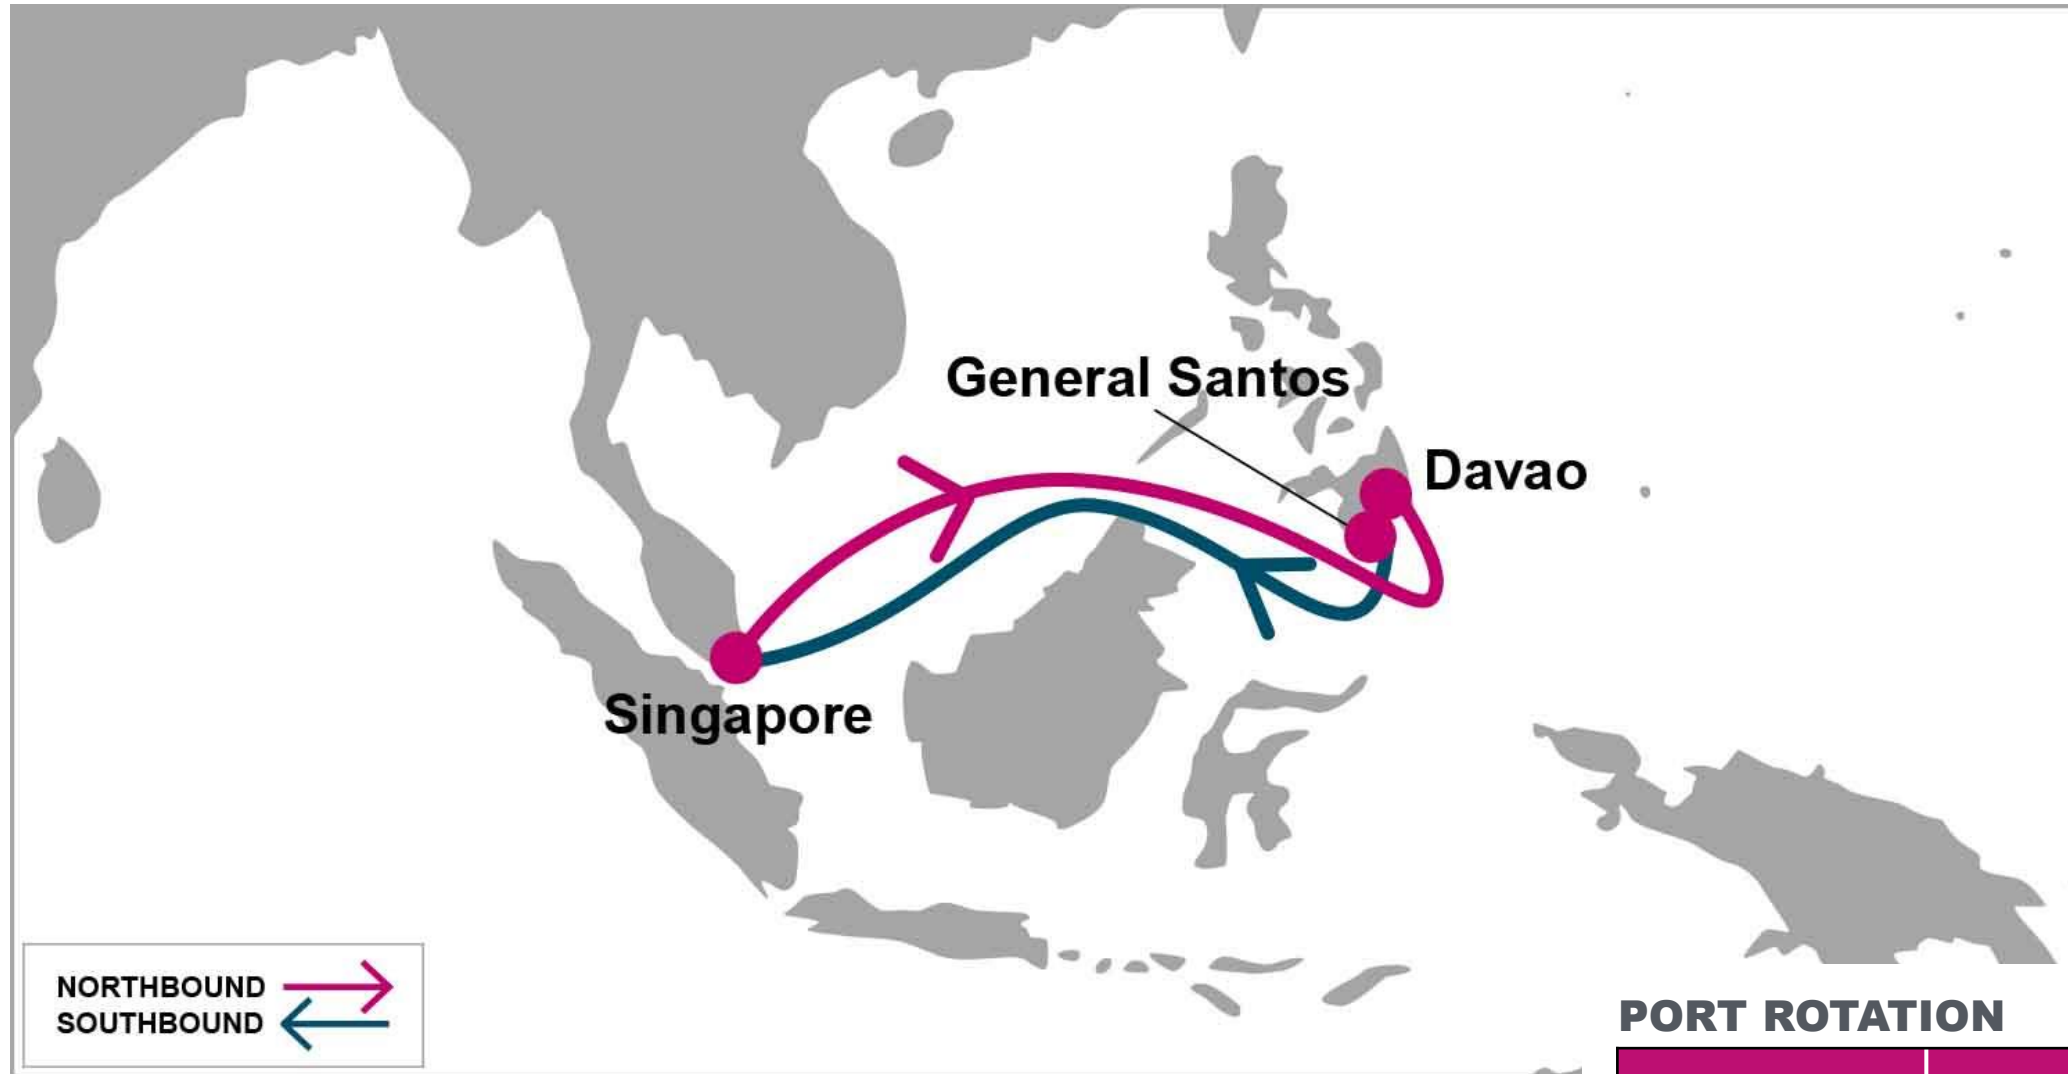 General Santos
Davao
Singapore
NORTHBOUND
SOUTHBOUND
PORT ROTATION